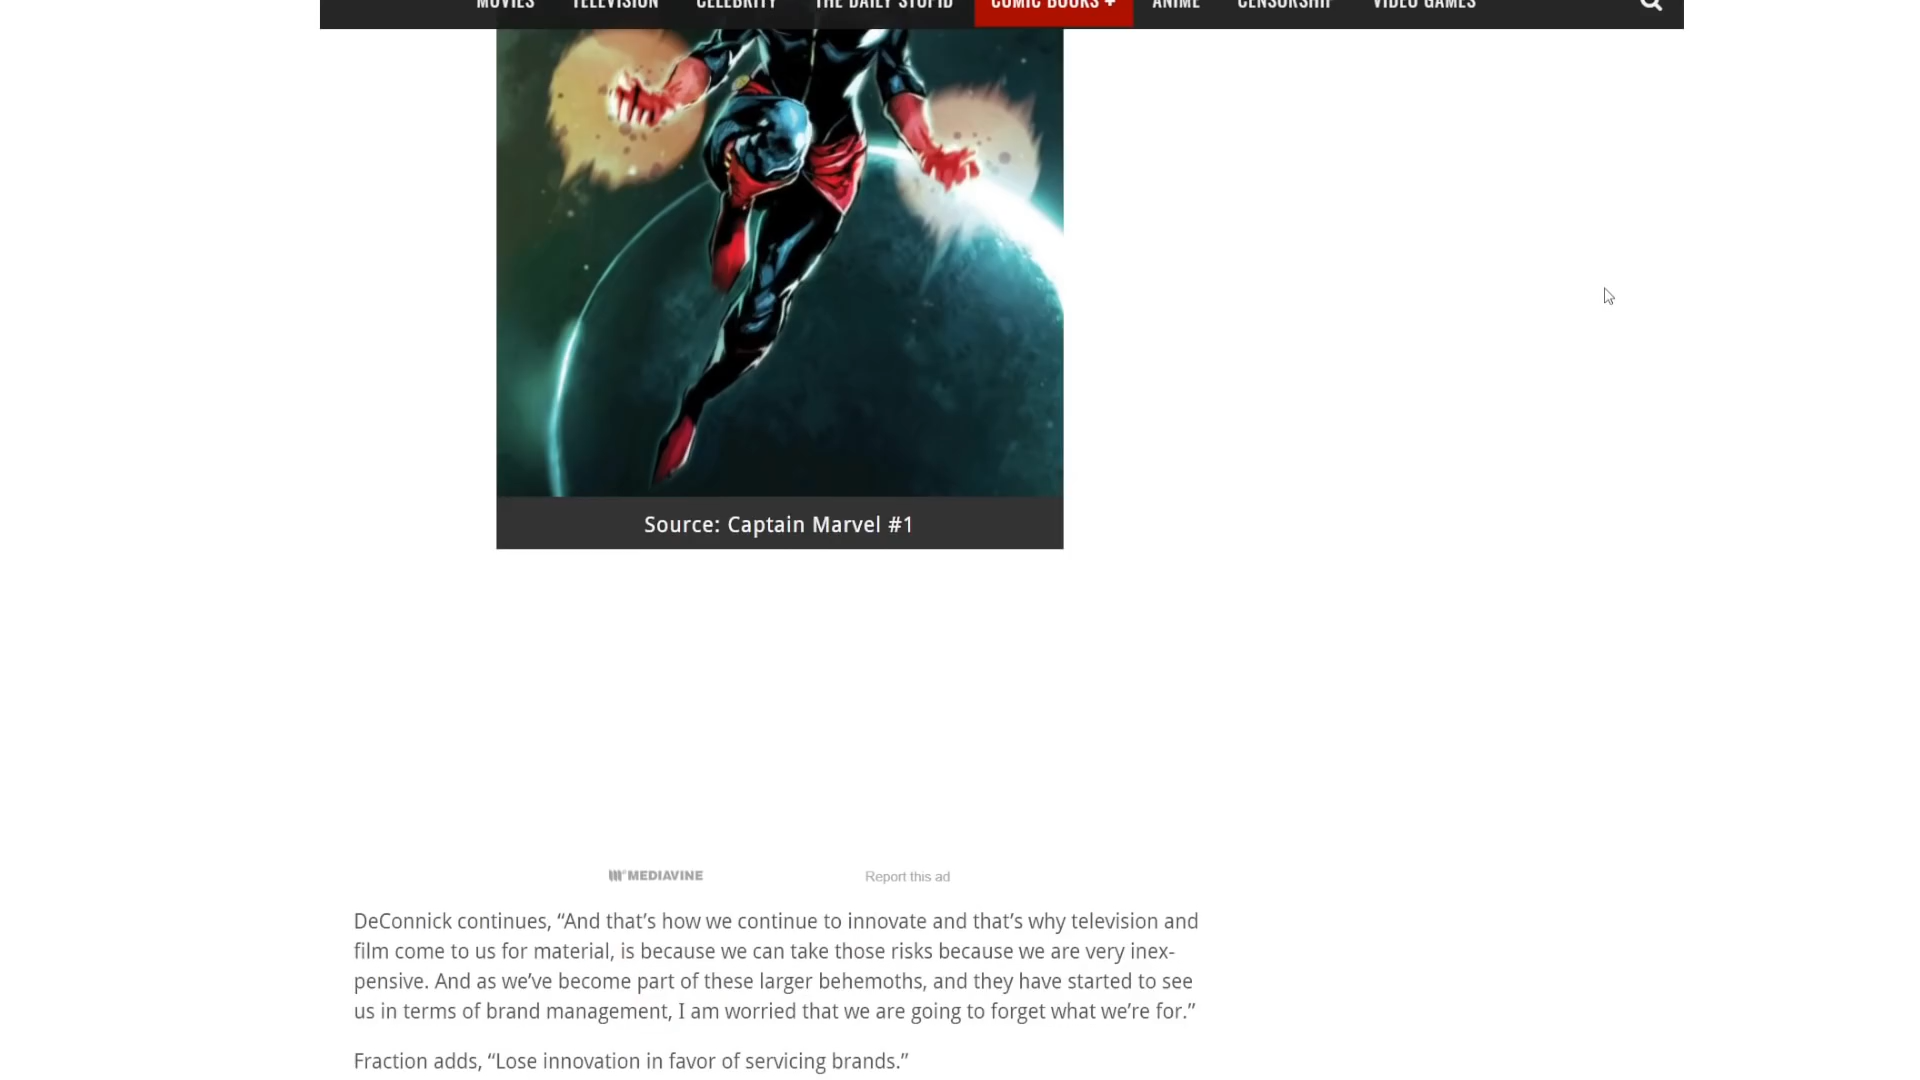 MOVIES TELEVISION CELEBRITY THE DAILY STUPID COMIC BOOKS + ANIME CENSORSHIP VIDEO GAMES
Source: Captain Marvel #1
MEDIAVINE Report this ad
DeConnick continues, “And that’s how we continue to innovate and that’s why television and
film come to us for material, is because we can take those risks because we are very inex-
pensive. And as we’ve become part of these larger behemoths, and they have started to see
us in terms of brand management, I am worried that we are going to forget what we’re for.”
Fraction adds, “Lose innovation in favor of servicing brands.”